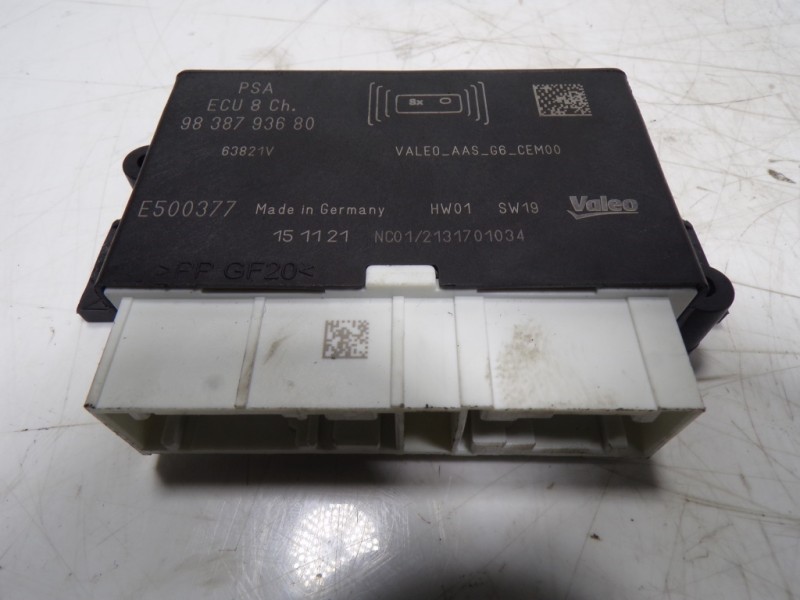 PSA
ECU 8 Ch.
98 387 936 80
8x
63821V
VALEO_AAS_G6_CEM00
E500377 Made in Germany HW01 SW19 Valeo
15 11 21 NC01/2131701034
>PP GF20<